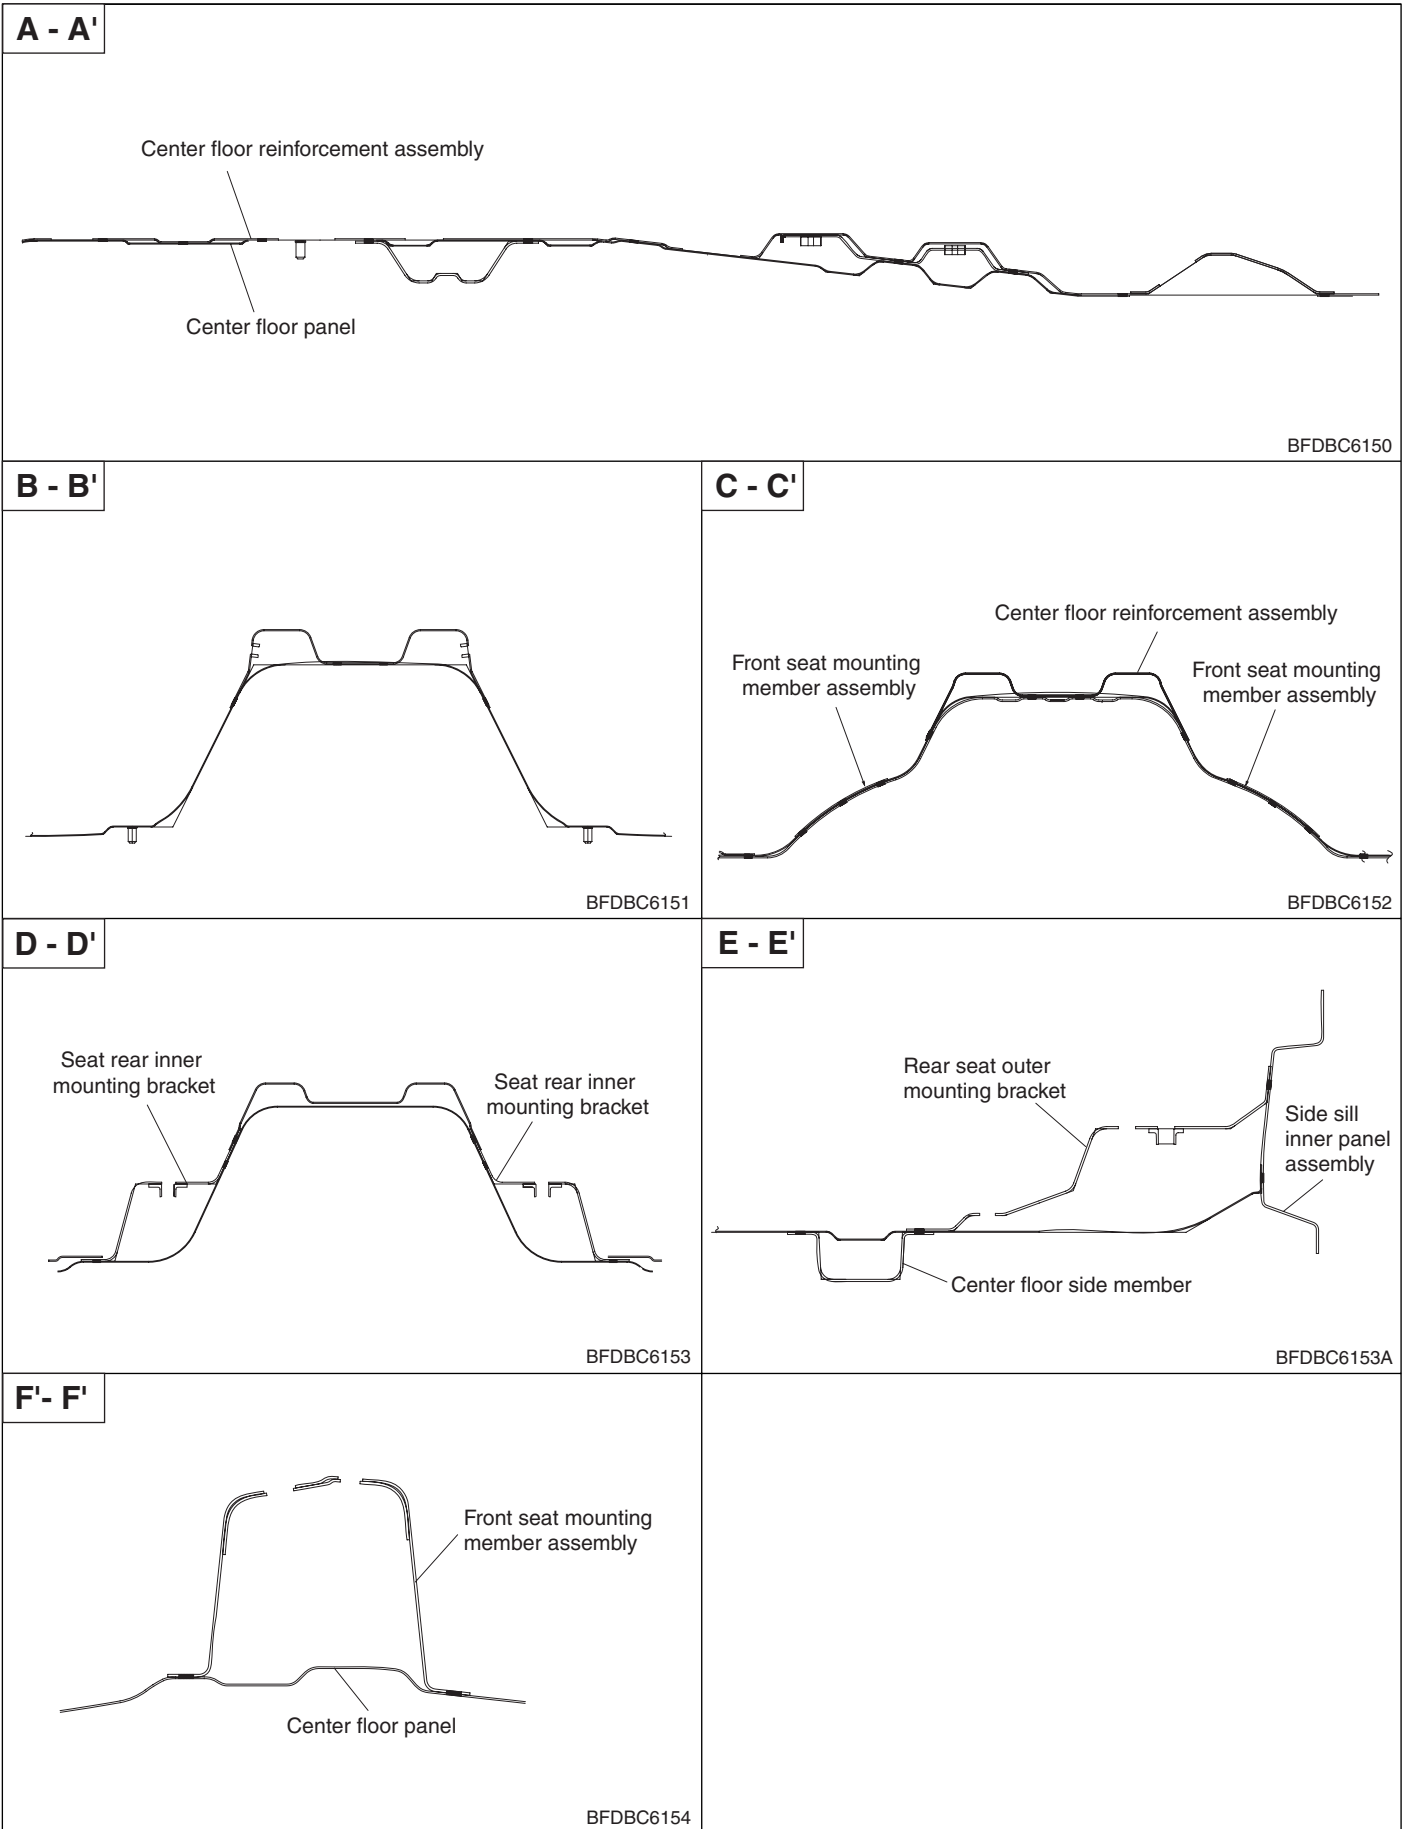 A - A'
Center floor reinforcement assembly
Center floor panel
BFDBC6150
B - B'
BFDBC6151
C - C'
Center floor reinforcement assembly
Front seat mounting
member assembly
Front seat mounting
member assembly
BFDBC6152
D - D'
Seat rear inner
mounting bracket
Seat rear inner
mounting bracket
BFDBC6153
E - E'
Rear seat outer
mounting bracket
Side sill
inner panel
assembly
Center floor side member
BFDBC6153A
F'- F'
Front seat mounting
member assembly
Center floor panel
BFDBC6154